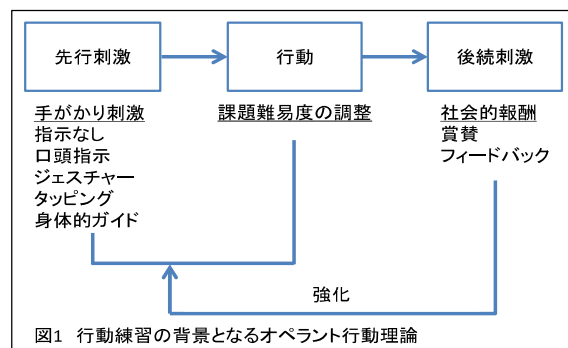 先行刺激
行動
後続刺激
手がかり刺激
指示なし
口頭指示
ジェスチャー
タッピング
身体的ガイド
課題難易度の調整
社会的報酬
賞賛
フィードバック
強化
図1 行動練習の背景となるオペラント行動理論